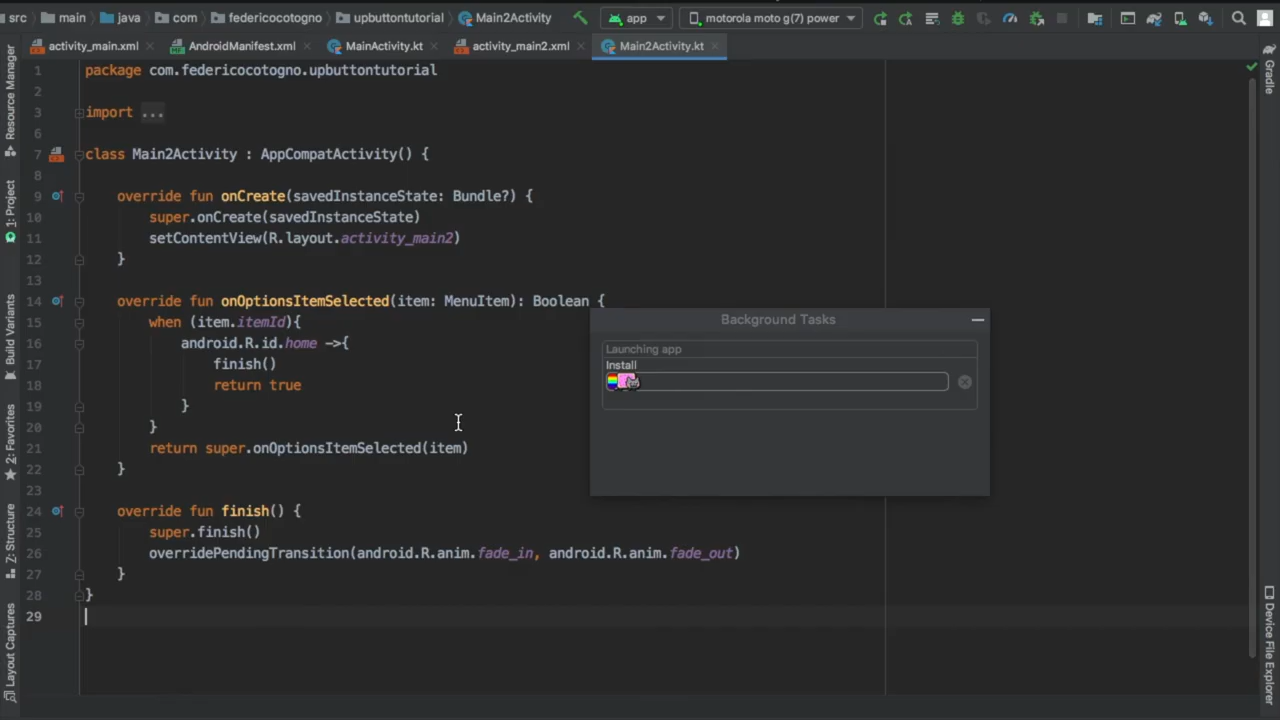 src main java com federicocotogno upbuttontutorial Main2Activity app motorola moto g(7) power
activity_main.xml AndroidManifest.xml MainActivity.kt activity_main2.xml Main2Activity.kt
Resource Manager
1: Project
Build Variants
2: Favorites
Z: Structure
Layout Captures
1 package com.federicocotogno.upbuttontutorial
2
3 import ...
6
7 class Main2Activity : AppCompatActivity() {
8
9 override fun onCreate(savedInstanceState: Bundle?) {
10 super.onCreate(savedInstanceState)
11 setContentView(R.layout.activity_main2)
12 }
13
14 override fun onOptionsItemSelected(item: MenuItem): Boolean {
15 when (item.itemId){
16 android.R.id.home ->{
17 finish()
18 return true
19 }
20 }
21 return super.onOptionsItemSelected(item)
22 }
23
24 override fun finish() {
25 super.finish()
26 overridePendingTransition(android.R.anim.fade_in, android.R.anim.fade_out)
27 }
28 }
29
Background Tasks
Launching app
Install
Gradle
Device File Explorer